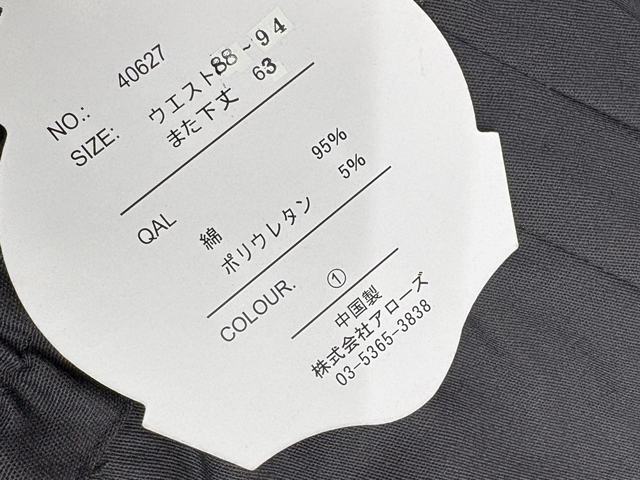 NO.: 40627
SIZE: ウエスト88~94
また下丈 63
QAL 綿 95%
ポリウレタン 5%
COLOUR. ①
中国製
株式会社アローズ
03-5365-3838